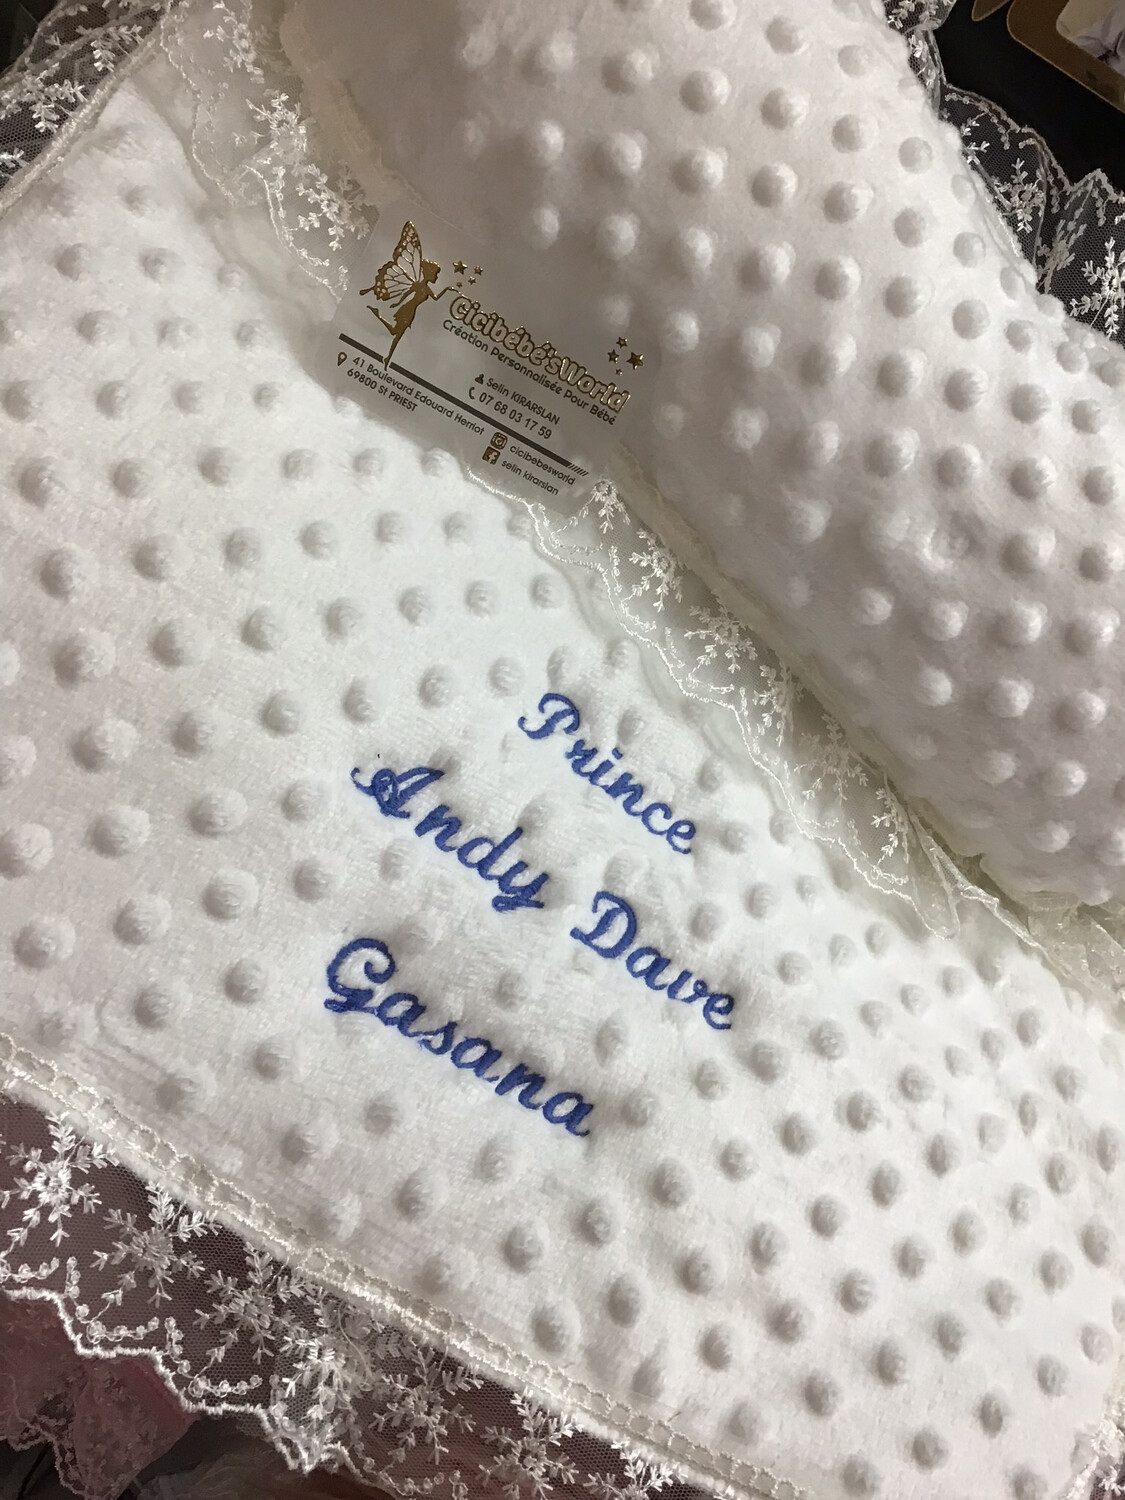 Cicibébé'sWorld
Création Personnalisée Pour Bébé
41 Boulevard Edouard Herriot
69800 St PRIEST
Selin KIRARSLAN
07 68 03 17 59
cicibebesworld
selin kirarslan
Prince
Andy Dave
Gasana